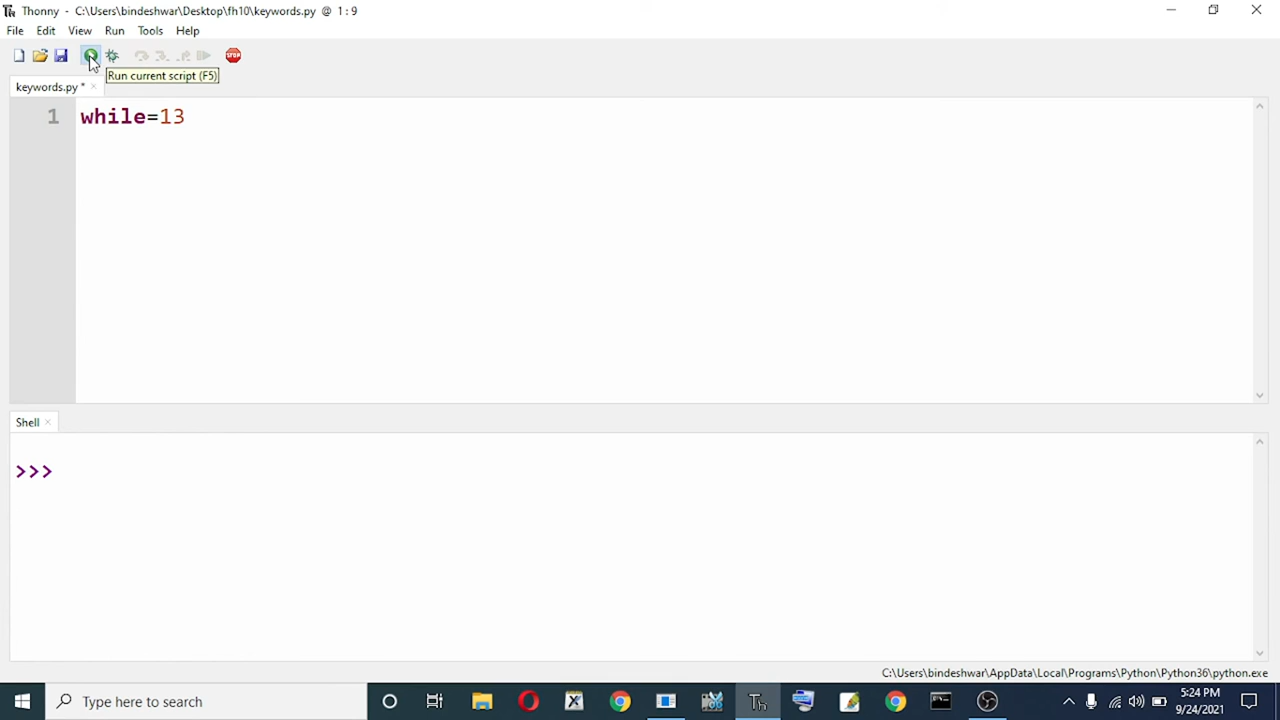 Thonny - C:\Users\bindeshwar\Desktop\fh10\keywords.py @ 1:9
File Edit View Run Tools Help
STOP
Run current script (F5)
keywords.py * ×
1 while=13
Shell ×
>>>
C:\Users\bindeshwar\AppData\Local\Programs\Python\Python36\python.exe
Type here to search
Th
5:24 PM
9/24/2021